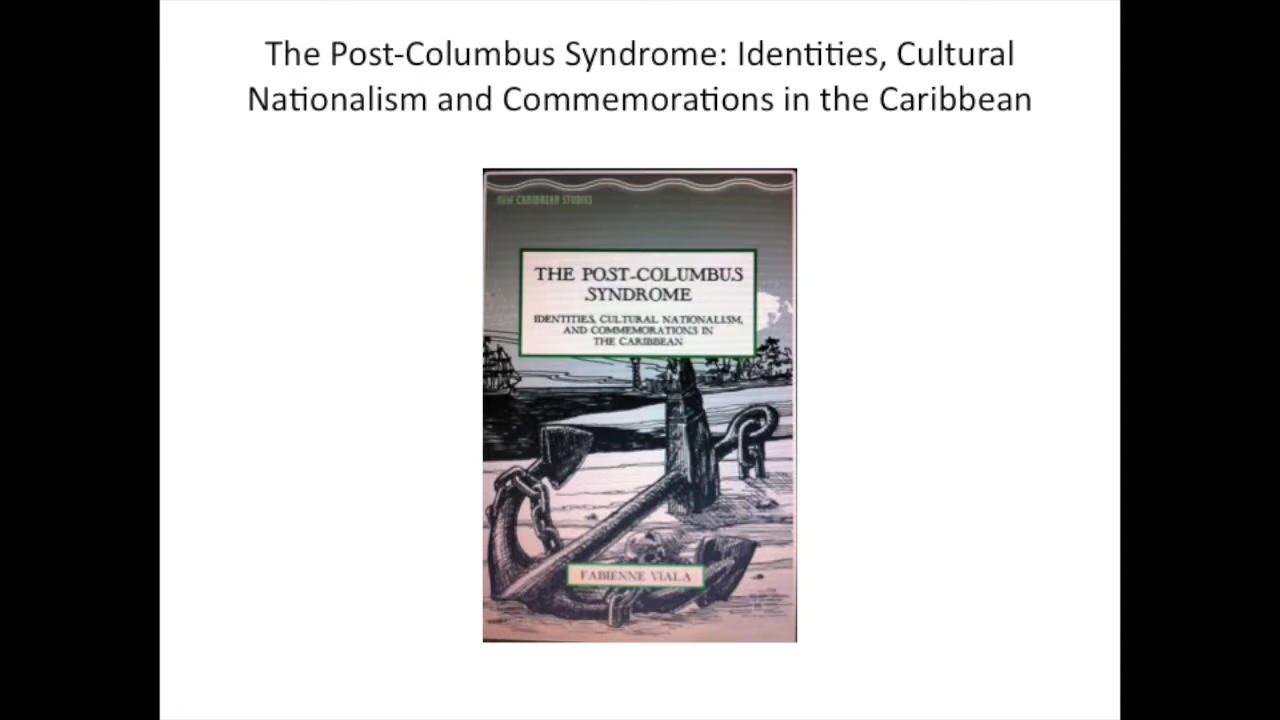 The Post-Columbus Syndrome: Identities, Cultural
Nationalism and Commemorations in the Caribbean
NEW CARIBBEAN STUDIES
THE POST-COLUMBUS
SYNDROME
IDENTITIES, CULTURAL NATIONALISM,
AND COMMEMORATIONS IN
THE CARIBBEAN
FABIENNE VIALA